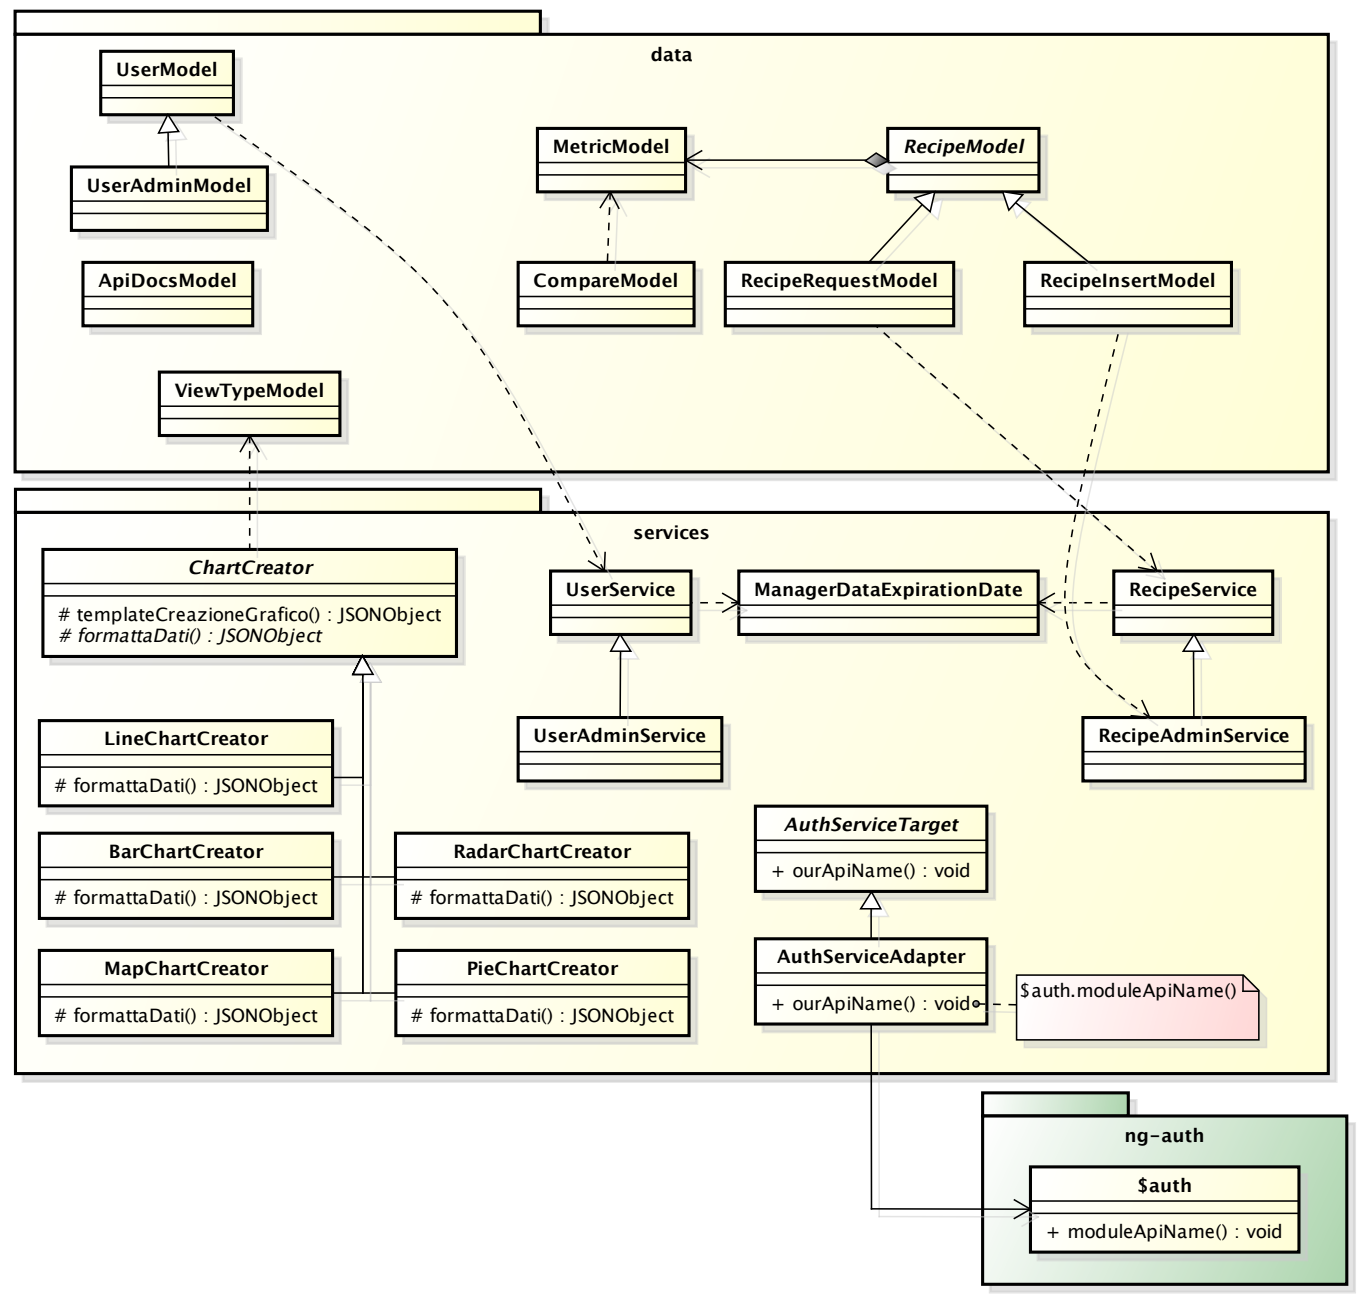 data
UserModel
MetricModel
RecipeModel
UserAdminModel
ApiDocsModel
CompareModel
RecipeRequestModel
RecipeInsertModel
ViewTypeModel
services
ChartCreator
# templateCreazioneGrafico() : JSONObject
# formattaDati() : JSONObject
UserService
ManagerDataExpirationDate
RecipeService
LineChartCreator
# formattaDati() : JSONObject
UserAdminService
RecipeAdminService
BarChartCreator
# formattaDati() : JSONObject
RadarChartCreator
# formattaDati() : JSONObject
AuthServiceTarget
+ ourApiName() : void
MapChartCreator
# formattaDati() : JSONObject
PieChartCreator
# formattaDati() : JSONObject
AuthServiceAdapter
+ ourApiName() : void
$auth.moduleApiName()
ng-auth
$auth
+ moduleApiName() : void